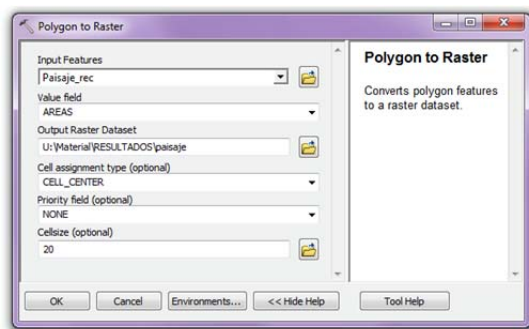 Polygon to Raster
Input Features
Paisaje_rec
Value field
AREAS
Output Raster Dataset
U:\Material\RESULTADOS\paisaje
Cell assignment type (optional)
CELL_CENTER
Priority field (optional)
NONE
Cellsize (optional)
20
Polygon to Raster
Converts polygon features
to a raster dataset.
OK
Cancel
Environments...
<< Hide Help
Tool Help